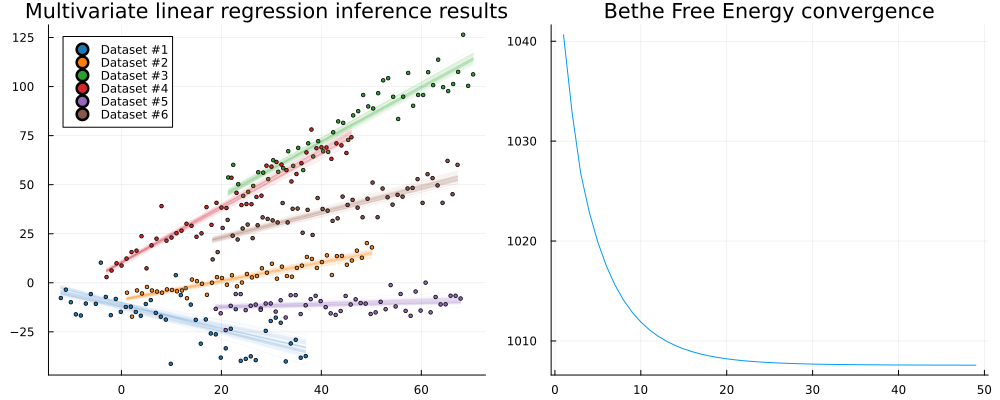 Multivariate linear regression inference results
125
100
75
50
25
0
−25
0
20
40
60
Dataset #1
Dataset #2
Dataset #3
Dataset #4
Dataset #5
Dataset #6
Bethe Free Energy convergence
1040
1030
1020
1010
0
10
20
30
40
50